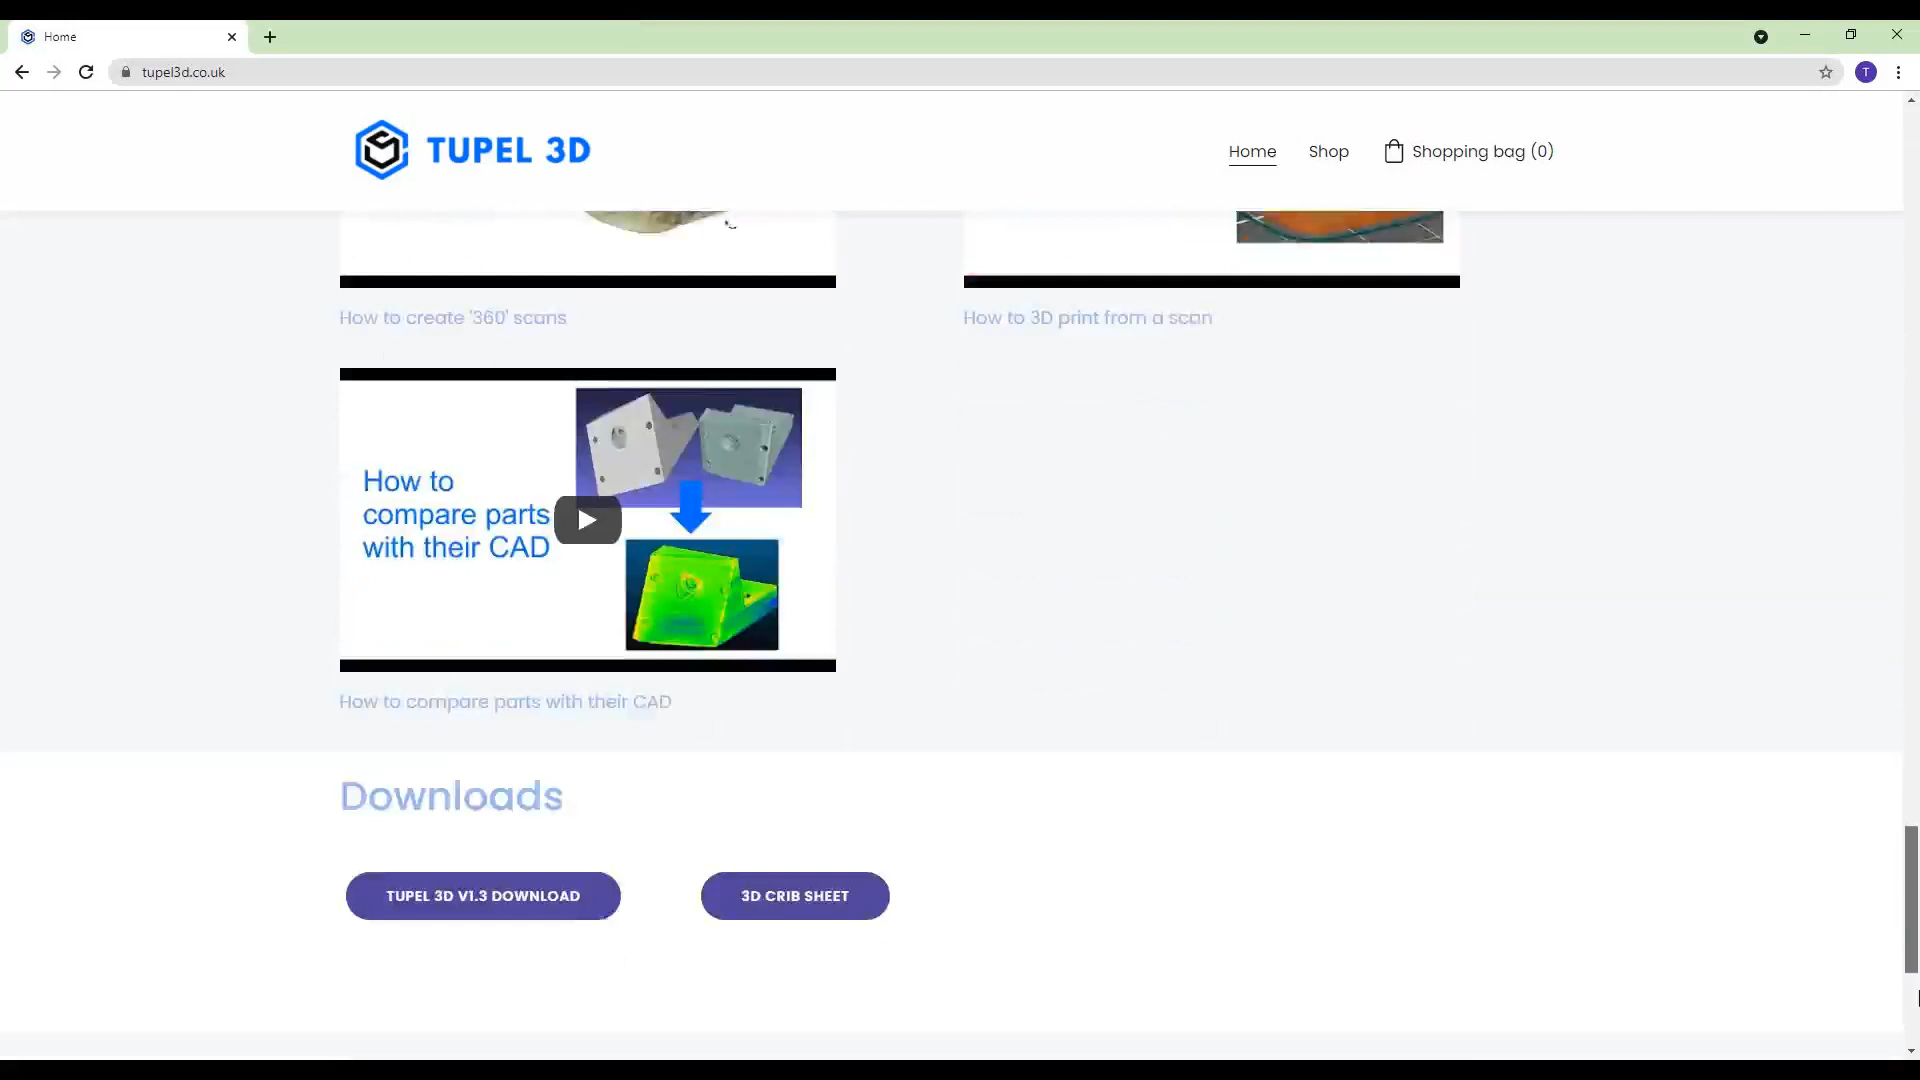 Home
tupel3d.co.uk
T
TUPEL 3D
Home
Shop
Shopping bag (0)
How to create '360' scans
How to 3D print from a scan
How to
compare parts
with their CAD
How to compare parts with their CAD
Downloads
TUPEL 3D V1.3 DOWNLOAD
3D CRIB SHEET